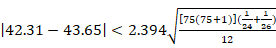 |42.31 − 43.65| < 2.394√([75(75+1)](1/24+1/26)/12)